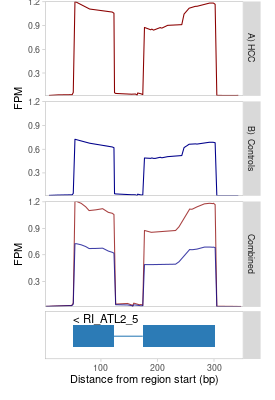 1.2
0.9
0.6
0.3
A) HCC
FPM
1.2
0.9
0.6
0.3
B) Controls
1.2
0.9
0.6
0.3
FPM
Combined
< RI_ATL2_5
100 200 300
Distance from region start (bp)